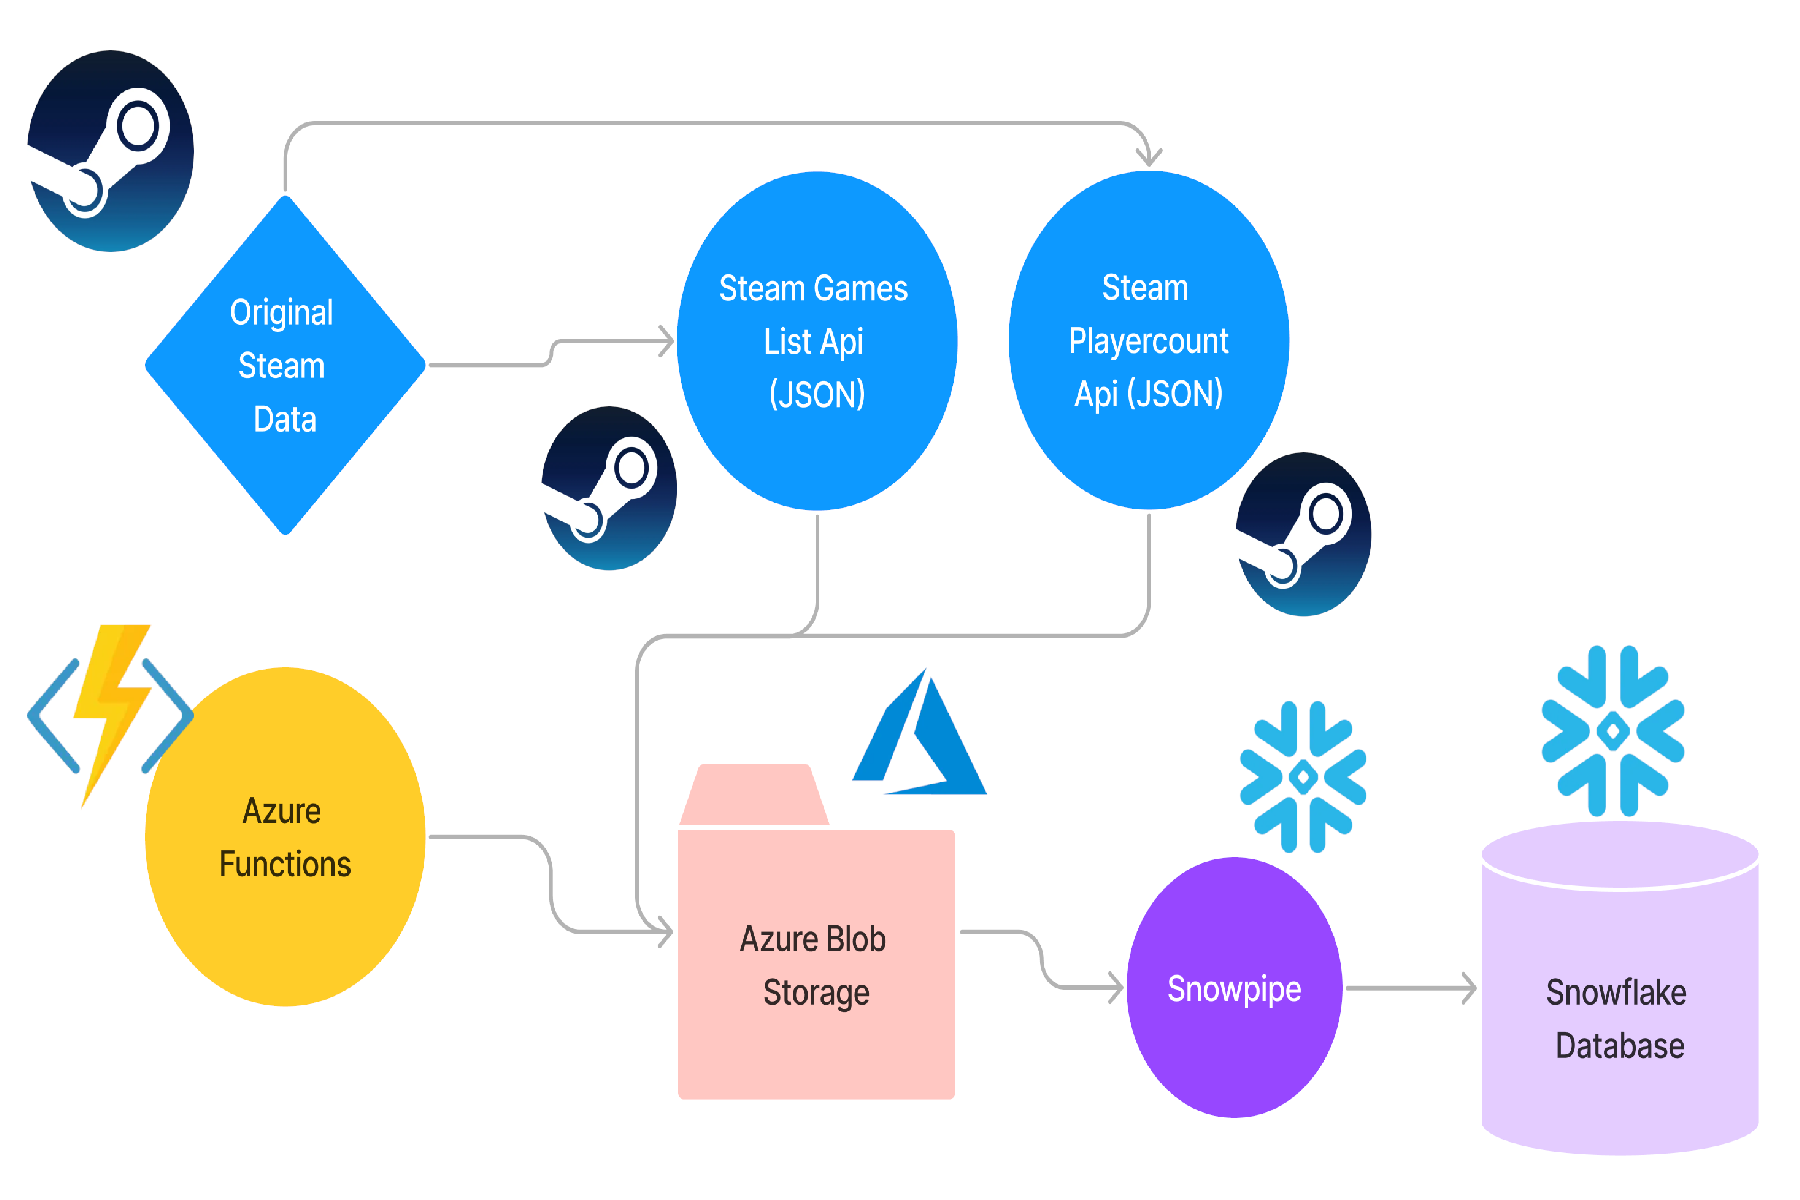 Original
Steam
Data
Steam Games
List Api
(JSON)
Steam
Playercount
Api (JSON)
Azure
Functions
Azure Blob
Storage
Snowpipe
Snowflake
Database